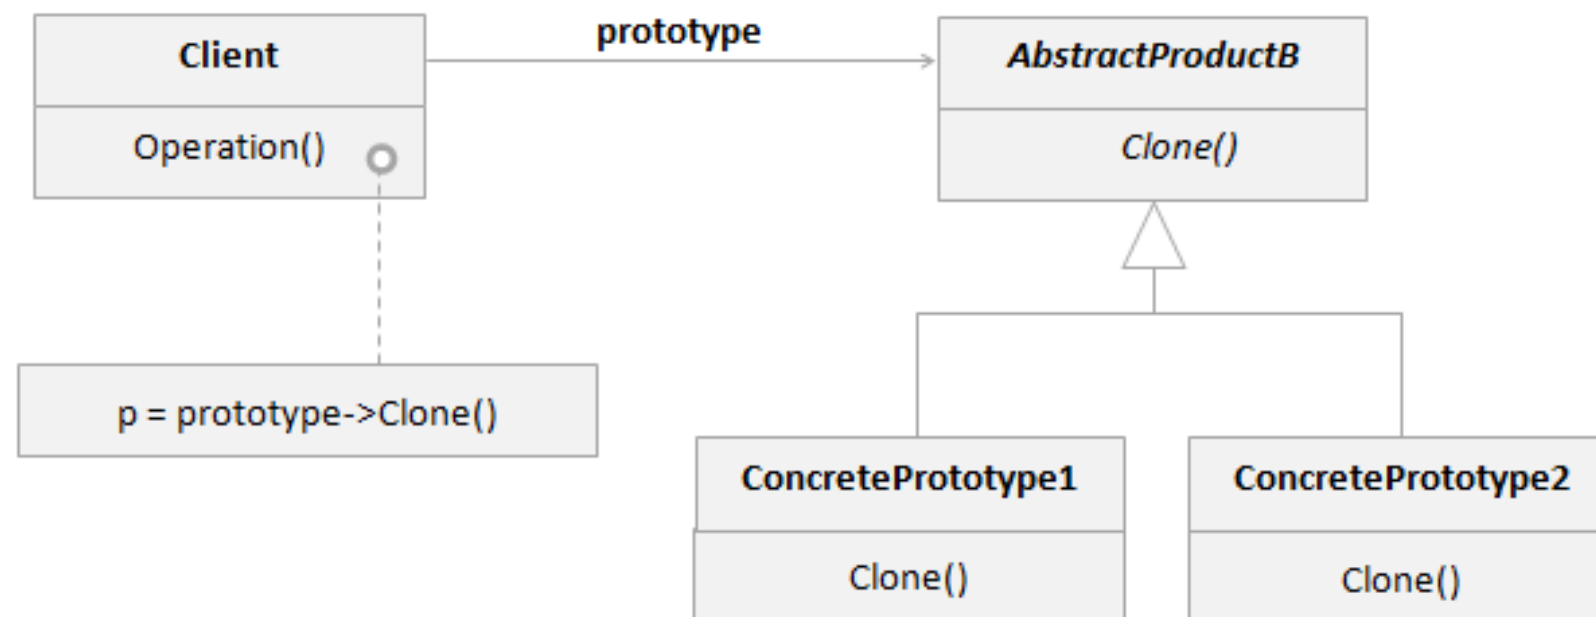 Client
Operation()
prototype
AbstractProductB
Clone()
p = prototype->Clone()
ConcretePrototype1
Clone()
ConcretePrototype2
Clone()